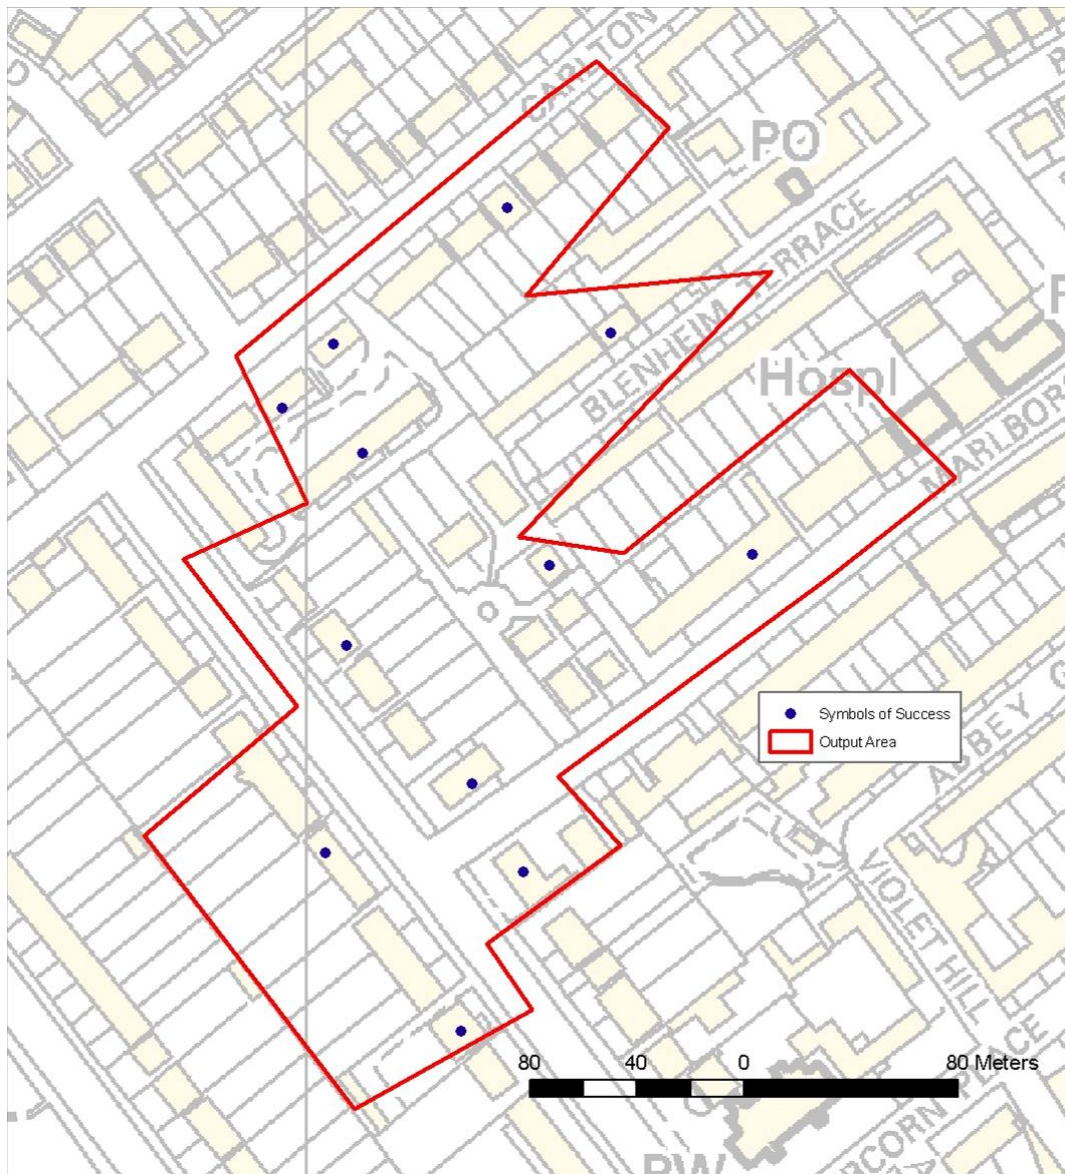 CARLTON
PO
BLENHEIM TERRACE
Hospl
MARLBOR
Symbols of Success
Output Area
ABBEY G
VIOLET HILL
80 40 0 80 Meters
CORN PLACE
PW